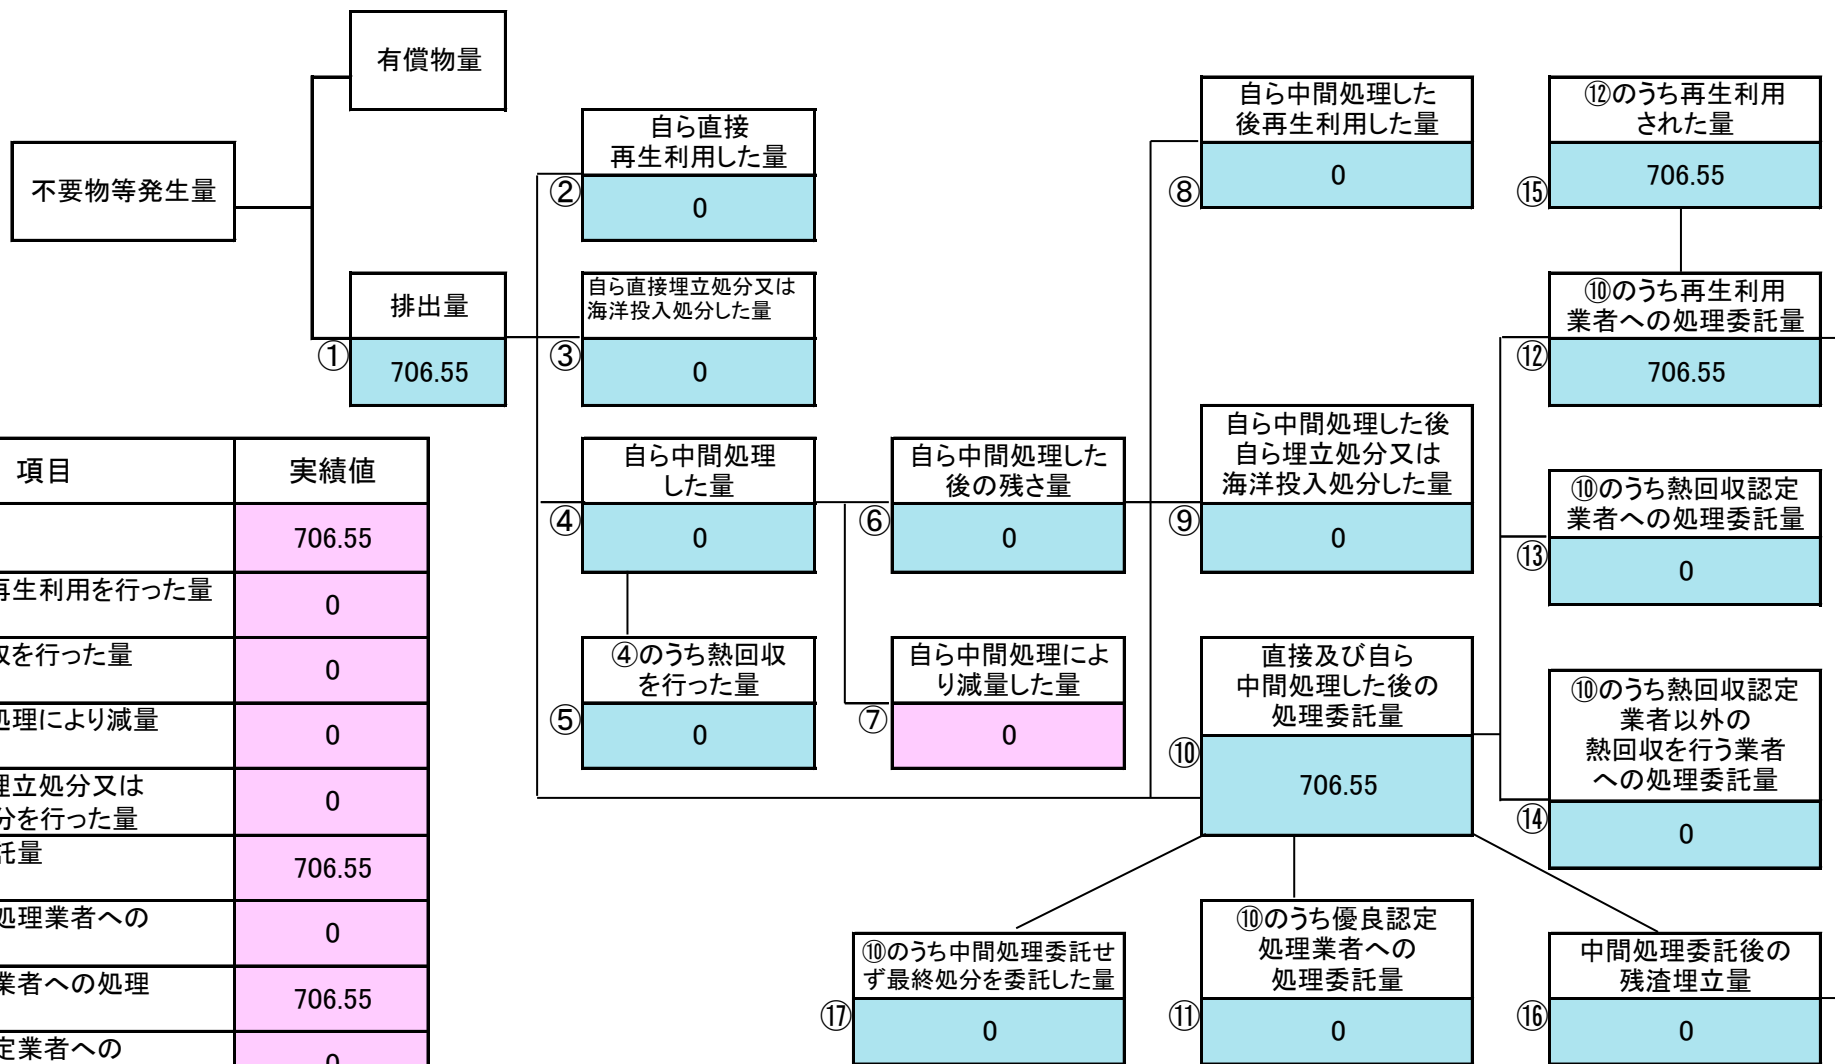 有償物量
不要物等発生量
排出量
①
706.55
自ら直接
再生利用した量
②
0
自ら直接埋立処分又は
海洋投入処分した量
③
0
自ら中間処理
した量
④
0
④のうち熱回収
を行った量
⑤
0
自ら中間処理した
後の残さ量
⑥
0
自ら中間処理によ
り減量した量
⑦
0
自ら中間処理した
後再生利用した量
⑧
0
自ら中間処理した後
自ら埋立処分又は
海洋投入処分した量
⑨
0
直接及び自ら
中間処理した後の
処理委託量
⑩
706.55
⑩のうち優良認定
処理業者への
処理委託量
⑪
0
⑩のうち中間処理委託せ
ず最終処分を委託した量
⑰
0
⑫のうち再生利用
された量
⑮
706.55
⑩のうち再生利用
業者への処理委託量
⑫
706.55
⑩のうち熱回収認定
業者への処理委託量
⑬
0
⑩のうち熱回収認定
業者以外の
熱回収を行う業者
への処理委託量
⑭
0
中間処理委託後の
残渣埋立量
⑯
0
項目 実績値
706.55
再生利用を行った量
0
収を行った量
0
処理により減量
0
埋立処分又は
分を行った量
0
託量
706.55
処理業者への
0
業者への処理
706.55
定業者への
0